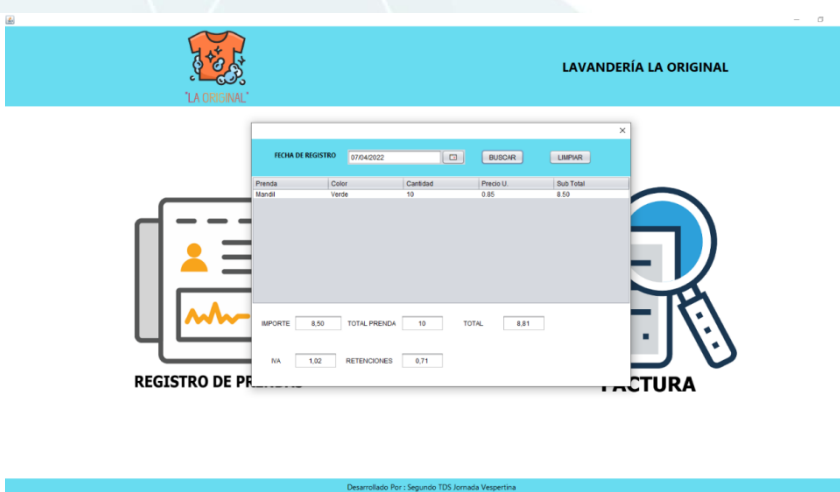 "LA ORIGINAL"
LAVANDERÍA LA ORIGINAL
FECHA DE REGISTRO 07/04/2022 BUSCAR LIMPIAR
Prenda Color Cantidad Precio U. Sub Total
Mandil Verde 10 0.85 8.50
IMPORTE 8,50 TOTAL PRENDA 10 TOTAL 8,81
IVA 1,02 RETENCIONES 0,71
REGISTRO DE PRENDAS
FACTURA
Desarrollado Por : Segundo TDS Jornada Vespertina